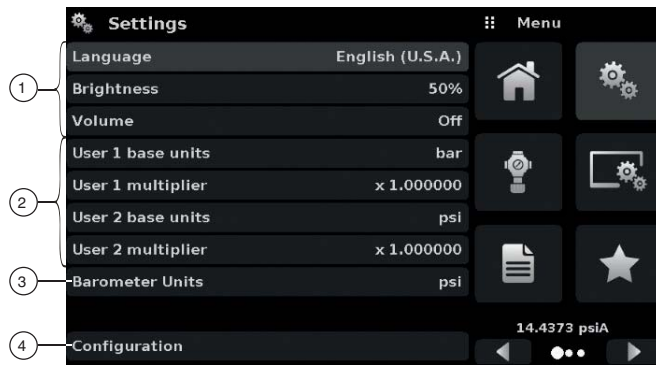 Settings
Menu
1
Language English (U.S.A.)
Brightness 50%
Volume Off
2
User 1 base units bar
User 1 multiplier x 1.000000
User 2 base units psi
User 2 multiplier x 1.000000
3
Barometer Units psi
14.4373 psiA
4
Configuration